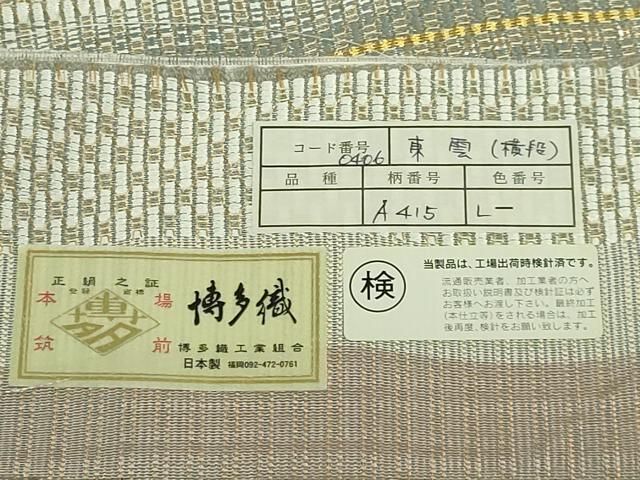 コード番号 0406 東雲(横段)
品種 柄番号 色番号
A415 L一
正絹之証
登録 商標
本場
筑前
博多織
博多織工業組合
日本製 福岡092-472-0761
検
当製品は、工場出荷時検針済です。
流通販売業者、加工業者の方へ
お取扱い説明書及び検針証は必ず
お客様へお渡し下さい。最終加工
(本仕立等)をされる場合は、加工
後再度、検針をお願い致します。